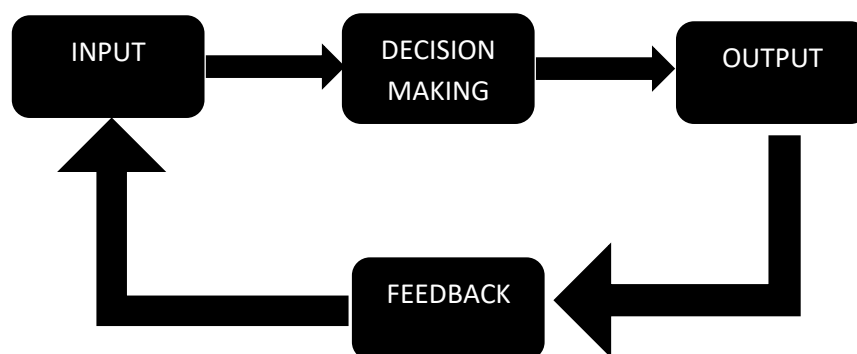 INPUT
DECISION
MAKING
OUTPUT
FEEDBACK